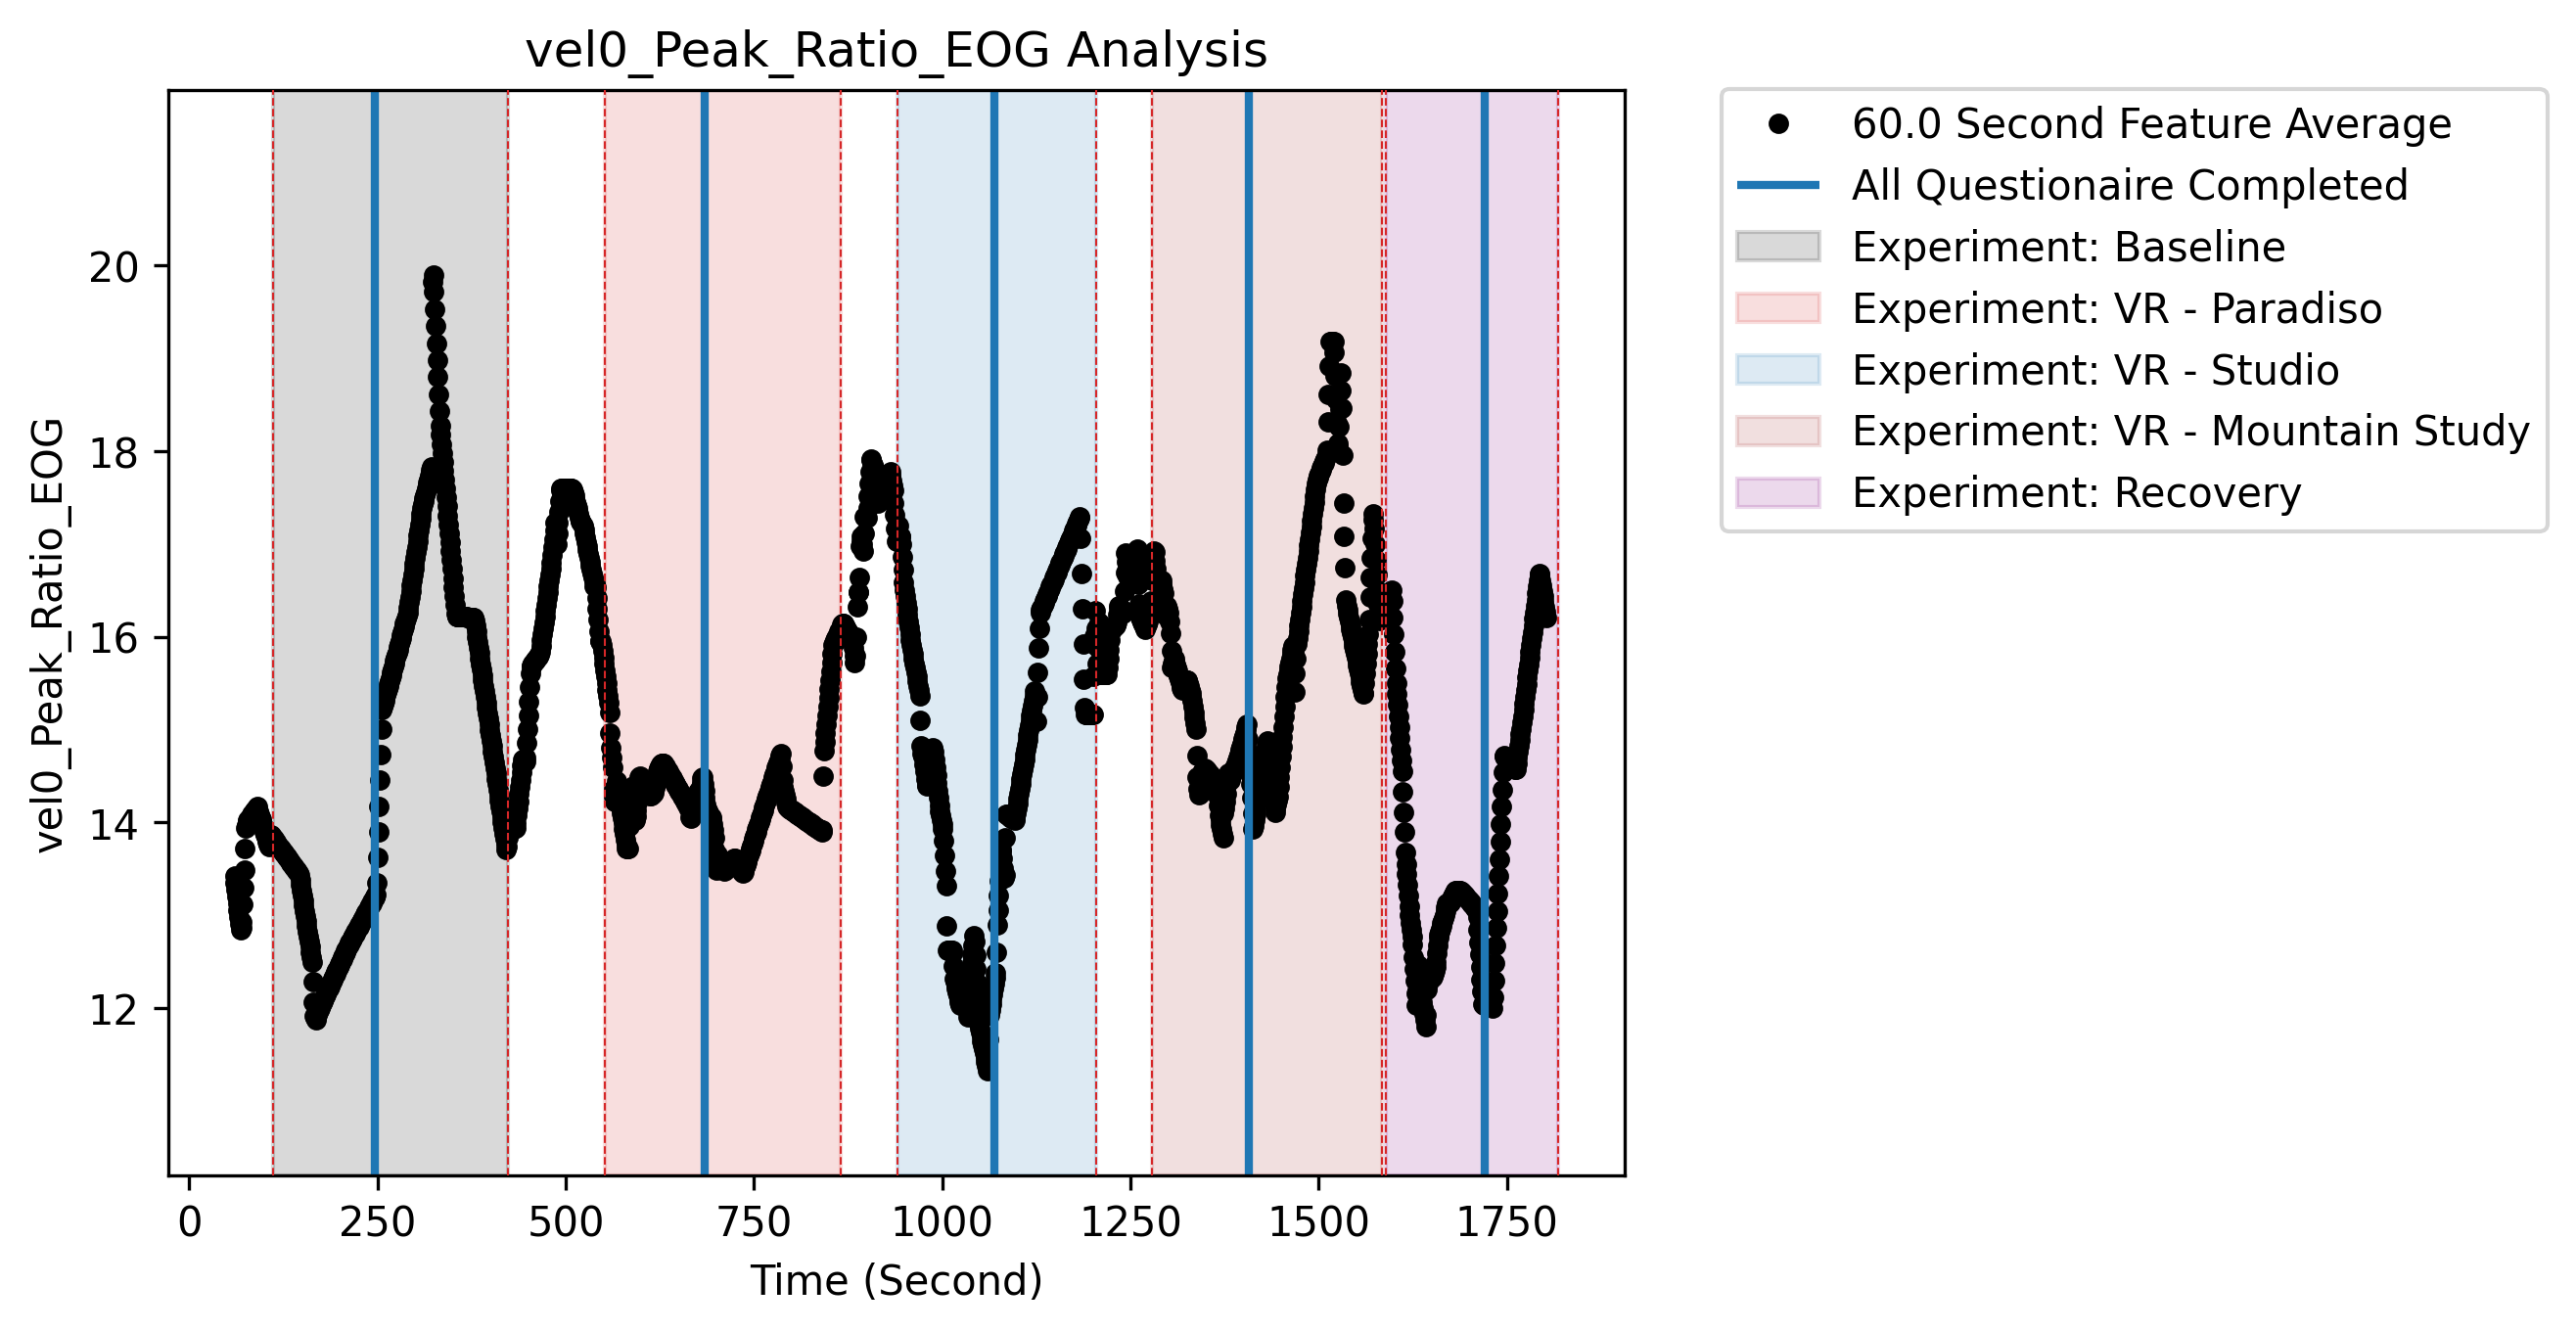 vel0_Peak_Ratio_EOG Analysis
vel0_Peak_Ratio_EOG
20
18
16
14
12
0 250 500 750 1000 1250 1500 1750
Time (Second)
60.0 Second Feature Average
All Questionaire Completed
Experiment: Baseline
Experiment: VR - Paradiso
Experiment: VR - Studio
Experiment: VR - Mountain Study
Experiment: Recovery